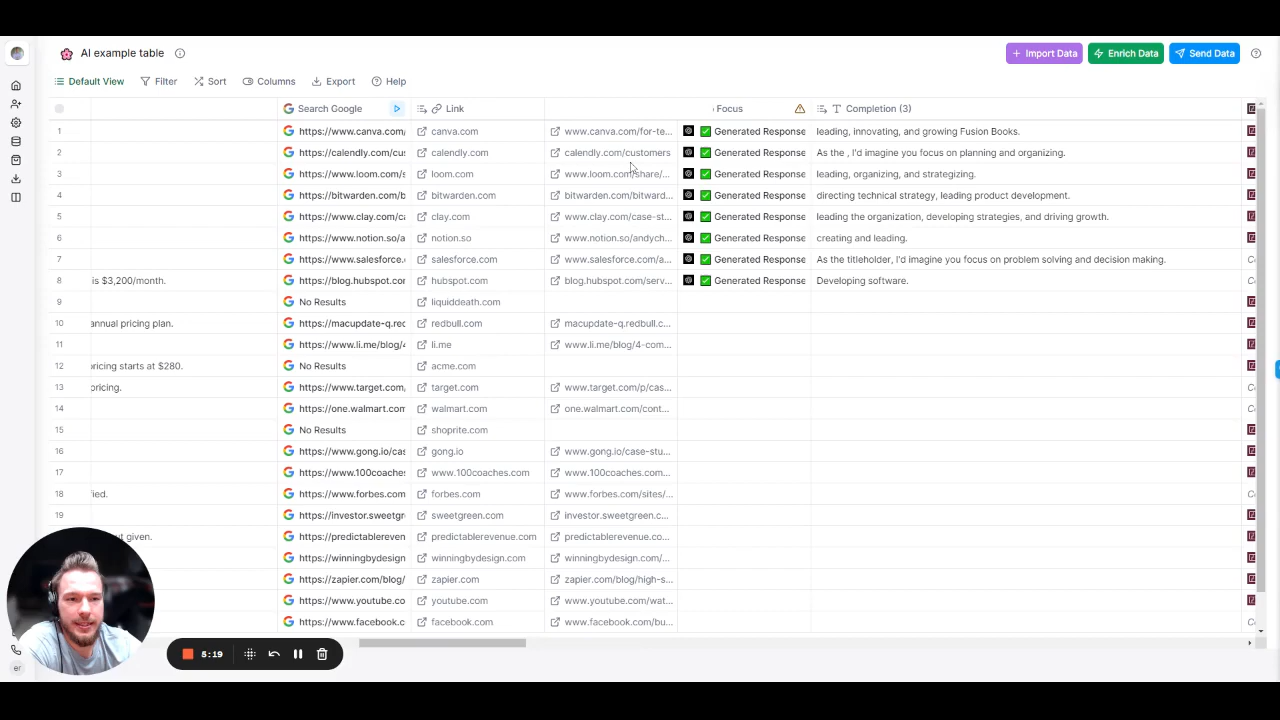 AI example table
Import Data
Enrich Data
Send Data
Default View
Filter
Sort
Columns
Export
Help
Search Google
Link
Focus
Completion (3)
1 https://www.canva.com/ canva.com www.canva.com/for-te... Generated Response leading, innovating, and growing Fusion Books.
2 https://calendly.com/cus calendly.com calendly.com/customers Generated Response As the , I'd imagine you focus on planning and organizing.
3 https://www.loom.com/s loom.com www.loom.com/share/... Generated Response leading, organizing, and strategizing.
4 https://bitwarden.com/b bitwarden.com bitwarden.com/bitward... Generated Response directing technical strategy, leading product development.
5 https://www.clay.com/ca clay.com www.clay.com/case-st... Generated Response leading the organization, developing strategies, and driving growth.
6 https://www.notion.so/a notion.so www.notion.so/andych... Generated Response creating and leading.
7 https://www.salesforce. salesforce.com www.salesforce.com/a... Generated Response As the titleholder, I'd imagine you focus on problem solving and decision making.
8 is $3,200/month. https://blog.hubspot.com hubspot.com blog.hubspot.com/serv... Generated Response Developing software.
9 No Results liquiddeath.com
10 annual pricing plan. https://macupdate-q.red redbull.com macupdate-q.redbull.c...
11 https://www.li.me/blog/4 li.me www.li.me/blog/4-com...
12 pricing starts at $280. No Results acme.com
13 pricing. https://www.target.com, target.com www.target.com/p/cas...
14 https://one.walmart.com walmart.com one.walmart.com/cont...
15 No Results shoprite.com
16 https://www.gong.io/cas gong.io www.gong.io/case-stu...
17 https://www.100coaches www.100coaches.com www.100coaches.com...
18 fied. https://www.forbes.com forbes.com www.forbes.com/sites/...
19 https://investor.sweetgr sweetgreen.com investor.sweetgreen.c...
given. https://predictablereven predictablerevenue.com predictablerevenue.co...
https://winningbydesign winningbydesign.com winningbydesign.com/...
https://zapier.com/blog/ zapier.com zapier.com/blog/high-s...
https://www.youtube.co youtube.com www.youtube.com/wat...
https://www.facebook.c facebook.com www.facebook.com/bu...
5:19
er